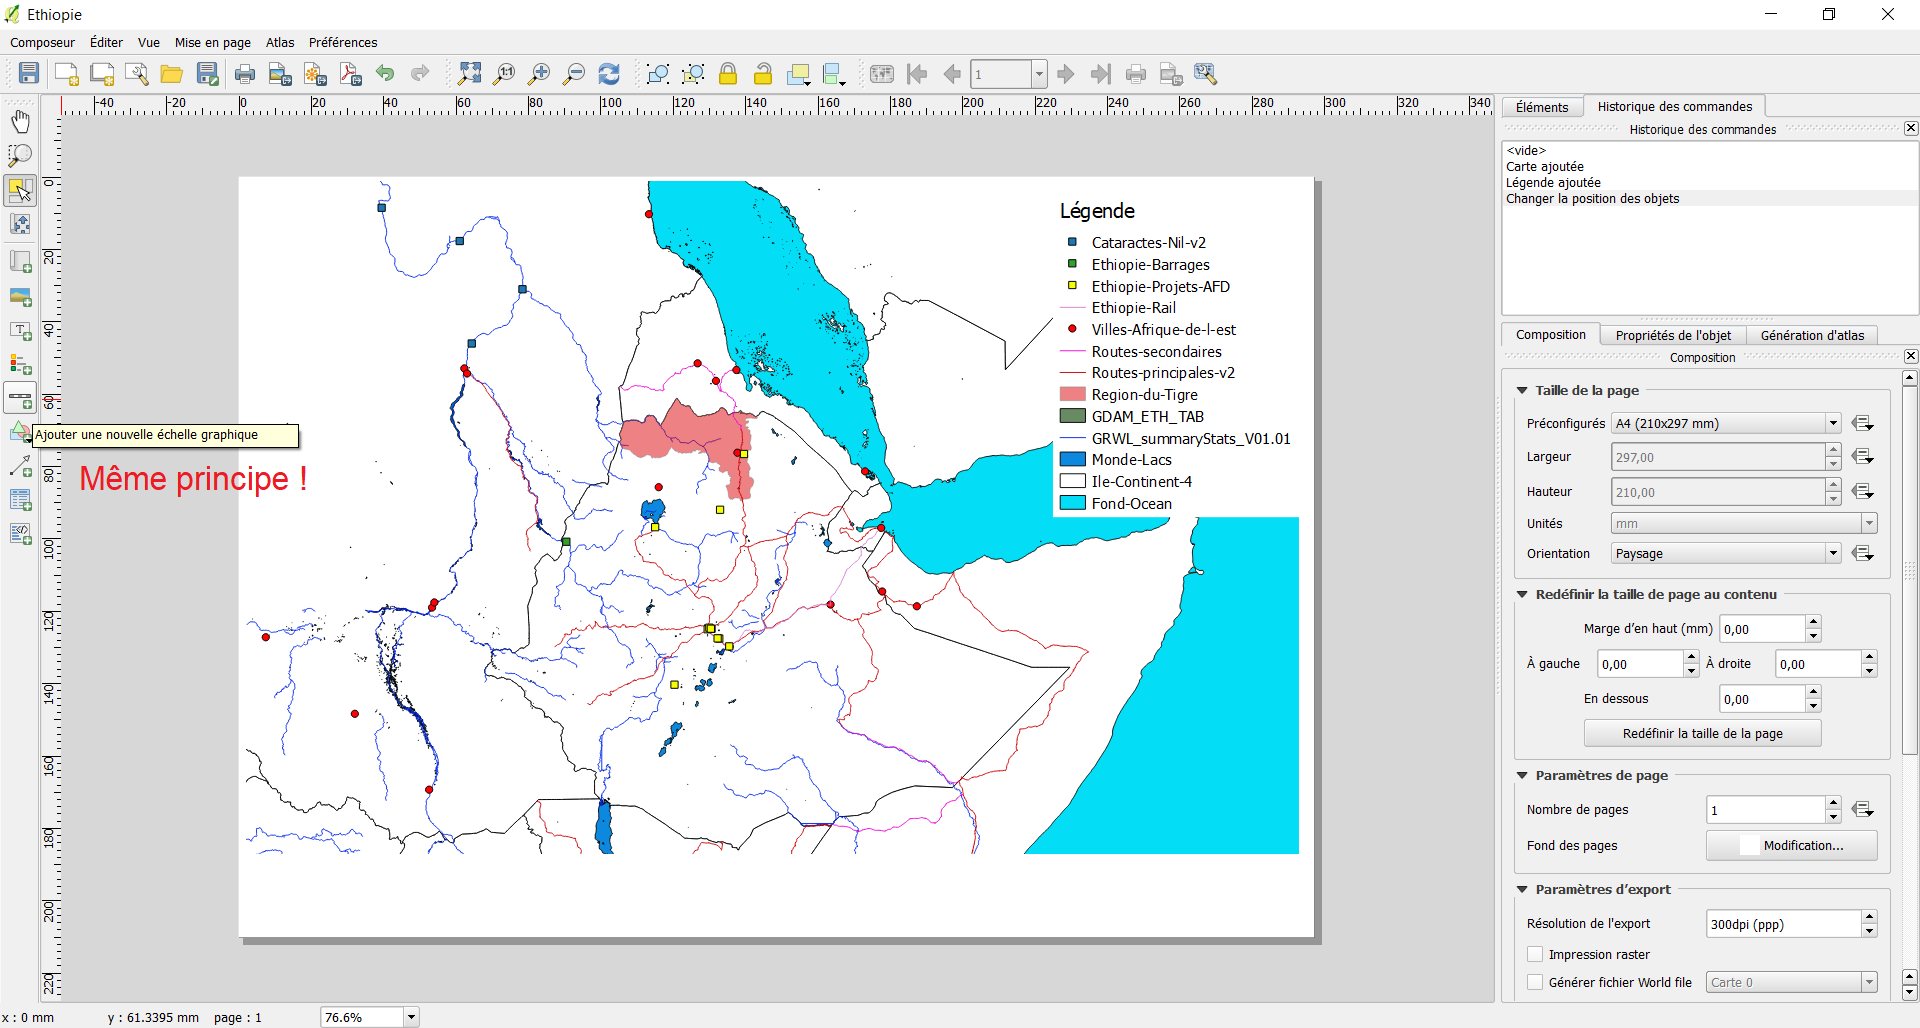 Ethiopie
Composeur Éditer Vue Mise en page Atlas Préférences
1:1
1
-40 -20 0 20 40 60 80 100 120 140 160 180 200 220 240 260 280 300 320 340
0
20
40
60
80
100
120
140
160
180
200
220
Ajouter une nouvelle échelle graphique
Même principe !
Légende
Cataractes-Nil-v2
Ethiopie-Barrages
Ethiopie-Projets-AFD
Ethiopie-Rail
Villes-Afrique-de-l-est
Routes-secondaires
Routes-principales-v2
Region-du-Tigre
GDAM_ETH_TAB
GRWL_summaryStats_V01.01
Monde-Lacs
Ile-Continent-4
Fond-Ocean
Éléments Historique des commandes
Historique des commandes
<vide>
Carte ajoutée
Légende ajoutée
Changer la position des objets
Composition Propriétés de l'objet Génération d'atlas
Composition
Taille de la page
Préconfigurés A4 (210x297 mm)
Largeur 297,00
Hauteur 210,00
Unités mm
Orientation Paysage
Redéfinir la taille de page au contenu
Marge d'en haut (mm) 0,00
À gauche 0,00 À droite 0,00
En dessous 0,00
Redéfinir la taille de la page
Paramètres de page
Nombre de pages 1
Fond des pages Modification...
Paramètres d'export
Résolution de l'export 300dpi (ppp)
Impression raster
Générer fichier World file Carte 0
x : 0 mm y : 61.3395 mm page : 1 76.6%